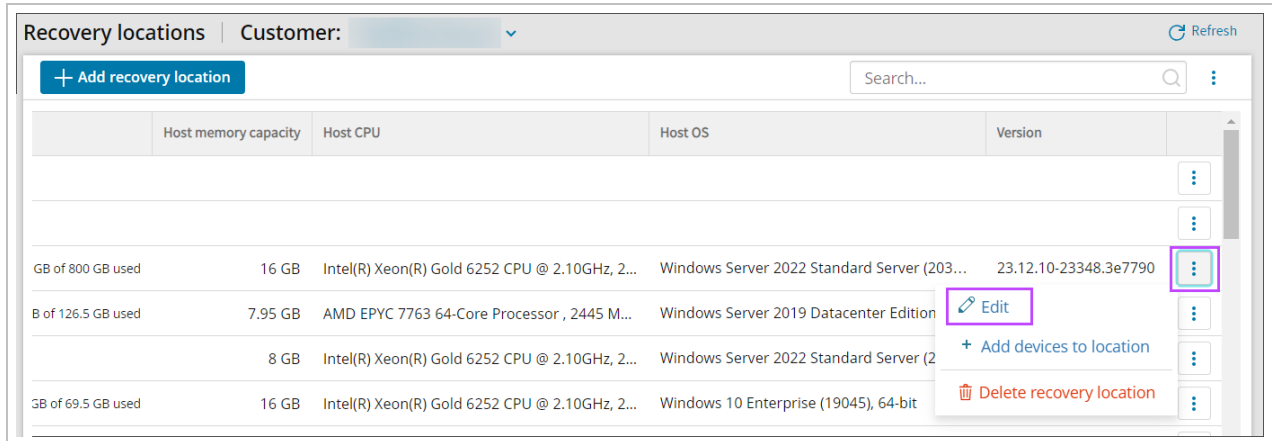 Recovery locations | Customer:
Refresh
+ Add recovery location
Search...
Host memory capacity Host CPU Host OS Version
GB of 800 GB used 16 GB Intel(R) Xeon(R) Gold 6252 CPU @ 2.10GHz, 2... Windows Server 2022 Standard Server (203... 23.12.10-23348.3e7790
Edit
B of 126.5 GB used 7.95 GB AMD EPYC 7763 64-Core Processor , 2445 M... Windows Server 2019 Datacenter Edition
+ Add devices to location
8 GB Intel(R) Xeon(R) Gold 6252 CPU @ 2.10GHz, 2... Windows Server 2022 Standard Server (2
Delete recovery location
GB of 69.5 GB used 16 GB Intel(R) Xeon(R) Gold 6252 CPU @ 2.10GHz, 2... Windows 10 Enterprise (19045), 64-bit